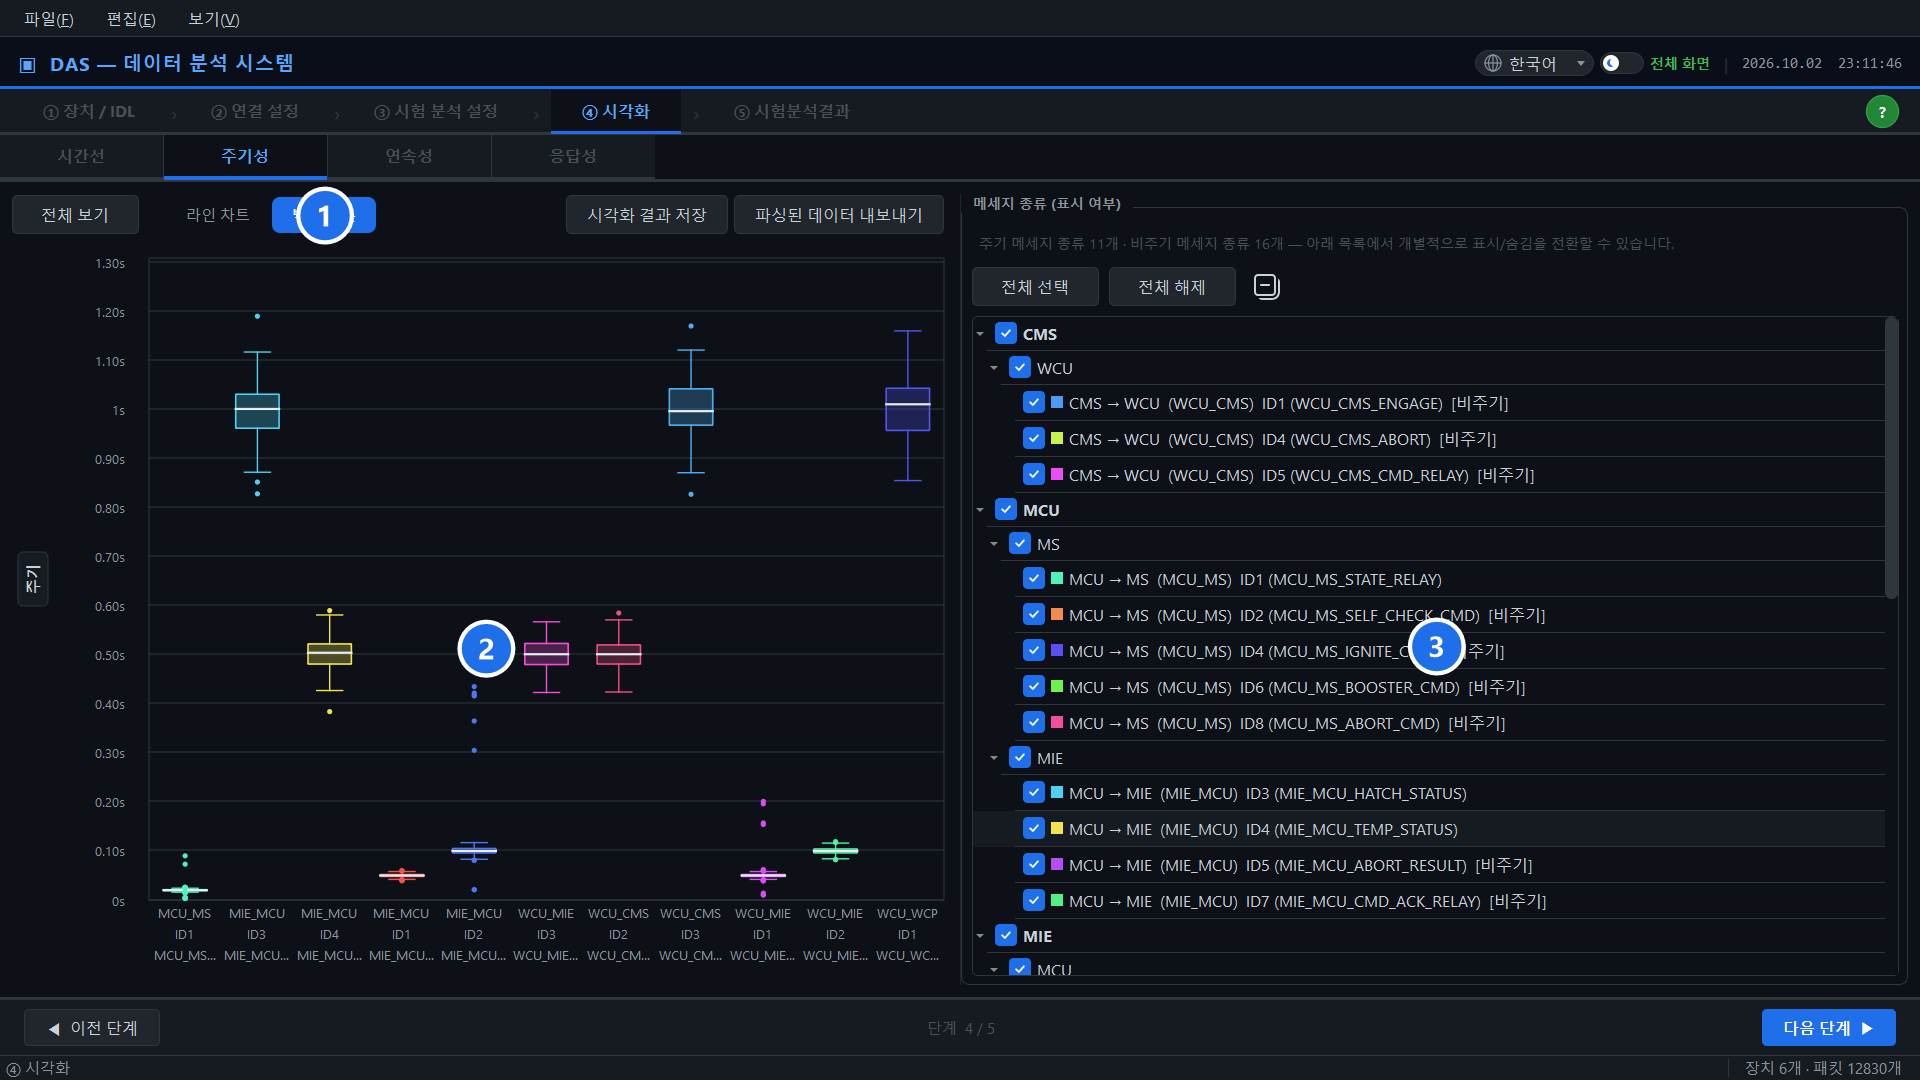 파일(F) 편집(E) 보기(V)
DAS — 데이터 분석 시스템
한국어 전체 화면 2026.10.02 23:11:46
① 장치 / IDL › ② 연결 설정 › ③ 시험 분석 설정 › ④ 시각화 › ⑤ 시험분석결과 ?
시간선 주기성 연속성 응답성
전체 보기 라인 차트 1 시각화 결과 저장 파싱된 데이터 내보내기
메세지 종류 (표시 여부)
주기 메세지 종류 11개 · 비주기 메세지 종류 16개 — 아래 목록에서 개별적으로 표시/숨김을 전환할 수 있습니다.
전체 선택 전체 해제
주기
1.30s
1.20s
1.10s
1s
0.90s
0.80s
0.70s
0.60s
0.50s
0.40s
0.30s
0.20s
0.10s
0s
2
MCU_MS MIE_MCU MIE_MCU MIE_MCU MIE_MCU WCU_MIE WCU_CMS WCU_CMS WCU_MIE WCU_MIE WCU_WCP
ID1 ID3 ID4 ID1 ID2 ID3 ID2 ID3 ID1 ID2 ID1
MCU_MS... MIE_MCU... MIE_MCU... MIE_MCU... MIE_MCU... WCU_MIE... WCU_CM... WCU_CM... WCU_MIE... WCU_MIE... WCU_WC...
CMS
WCU
CMS → WCU (WCU_CMS) ID1 (WCU_CMS_ENGAGE) [비주기]
CMS → WCU (WCU_CMS) ID4 (WCU_CMS_ABORT) [비주기]
CMS → WCU (WCU_CMS) ID5 (WCU_CMS_CMD_RELAY) [비주기]
MCU
MS
MCU → MS (MCU_MS) ID1 (MCU_MS_STATE_RELAY)
MCU → MS (MCU_MS) ID2 (MCU_MS_SELF_CHECK_CMD) [비주기]
MCU → MS (MCU_MS) ID4 (MCU_MS_IGNITE_C 3 주기]
MCU → MS (MCU_MS) ID6 (MCU_MS_BOOSTER_CMD) [비주기]
MCU → MS (MCU_MS) ID8 (MCU_MS_ABORT_CMD) [비주기]
MIE
MCU → MIE (MIE_MCU) ID3 (MIE_MCU_HATCH_STATUS)
MCU → MIE (MIE_MCU) ID4 (MIE_MCU_TEMP_STATUS)
MCU → MIE (MIE_MCU) ID5 (MIE_MCU_ABORT_RESULT) [비주기]
MCU → MIE (MIE_MCU) ID7 (MIE_MCU_CMD_ACK_RELAY) [비주기]
MIE
MCU
◀ 이전 단계 단계 4 / 5 다음 단계 ▶
④ 시각화 장치 6개 · 패킷 12830개